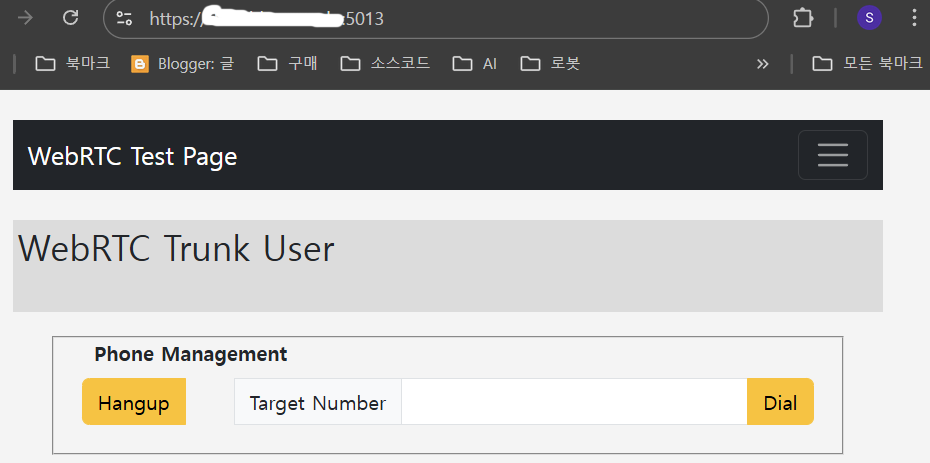 https:// :5013
S
북마크 Blogger: 글 구매 소스코드 AI 로봇 » 모든 북마크
WebRTC Test Page
WebRTC Trunk User
Phone Management
Hangup Target Number Dial